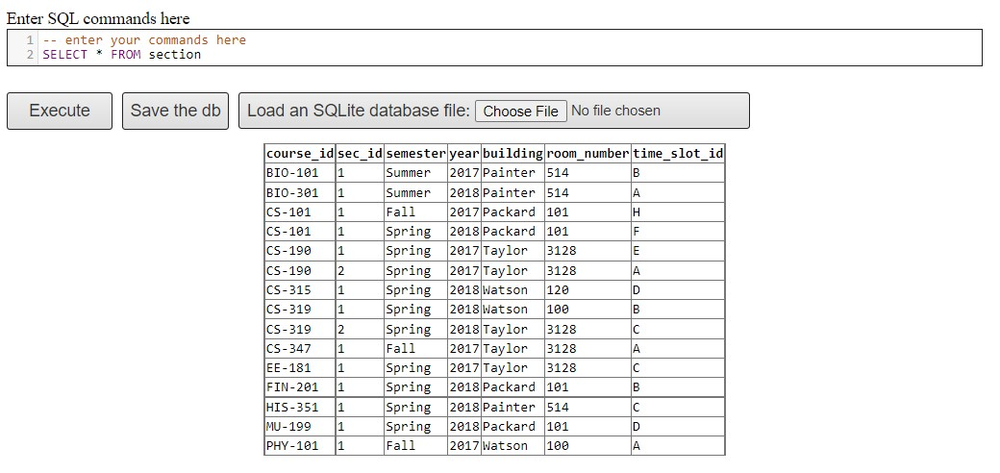 Enter SQL commands here
1 -- enter your commands here
2 SELECT * FROM section
Execute Save the db Load an SQLite database file: Choose File No file chosen
course_id sec_id semester year building room_number time_slot_id
BIO-101 1 Summer 2017 Painter 514 B
BIO-301 1 Summer 2018 Painter 514 A
CS-101 1 Fall 2017 Packard 101 H
CS-101 1 Spring 2018 Packard 101 F
CS-190 1 Spring 2017 Taylor 3128 E
CS-190 2 Spring 2017 Taylor 3128 A
CS-315 1 Spring 2018 Watson 120 D
CS-319 1 Spring 2018 Watson 100 B
CS-319 2 Spring 2018 Taylor 3128 C
CS-347 1 Fall 2017 Taylor 3128 A
EE-181 1 Spring 2017 Taylor 3128 C
FIN-201 1 Spring 2018 Packard 101 B
HIS-351 1 Spring 2018 Painter 514 C
MU-199 1 Spring 2018 Packard 101 D
PHY-101 1 Fall 2017 Watson 100 A